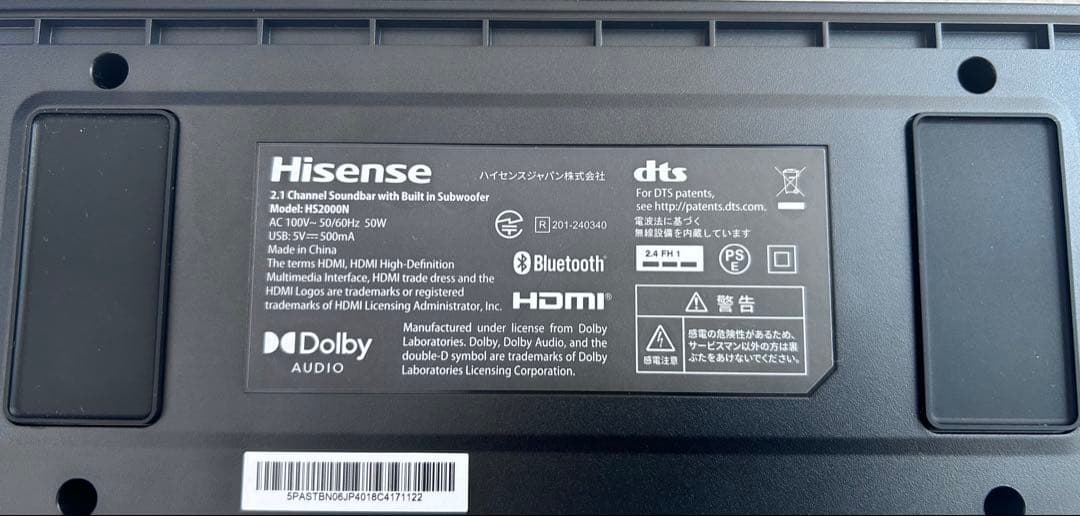 Hisense
ハイセンスジャパン株式会社
2.1 Channel Soundbar with Built in Subwoofer
Model: HS2000N
AC 100V~ 50/60Hz 50W
USB: 5V⎓500mA
Made in China
The terms HDMI, HDMI High-Definition
Multimedia Interface, HDMI trade dress and the
HDMI Logos are trademarks or registered
trademarks of HDMI Licensing Administrator, Inc.
R 201-240340
Bluetooth®
HDMI®
Dolby
AUDIO
Manufactured under license from Dolby
Laboratories. Dolby, Dolby Audio, and the
double-D symbol are trademarks of Dolby
Laboratories Licensing Corporation.
dts
For DTS patents,
see http://patents.dts.com.
電波法に基づく
無線設備を内蔵しています
2.4 FH 1
PS
E
警告
感電注意
感電の危険性があるため、
サービスマン以外の方は裏
ぶたをあけないでください。
5PASTBN06JP4018C4171122